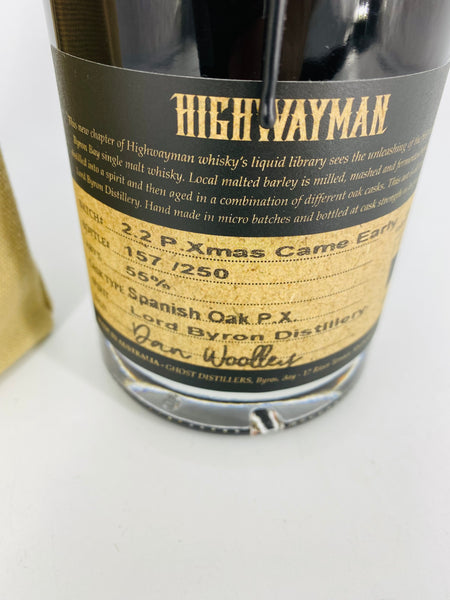 HIGHWAYMAN
This new chapter of Highwayman whisky's liquid library sees the unleashing of the
Byron Bay single malt whisky. Local malted barley is milled, mashed and fermented
into a spirit and then aged in a combination of different oak casks. This
Lord Byron Distillery. Hand made in micro batches and bottled at cask strength
2.2 P Xmas Came Early
157 /250
55%
TYPE: Spanish Oak P.X.
Lord Byron Distillery
Dan Woolley
AUSTRALIA - GHOST DISTILLERS, Byron Bay - 17